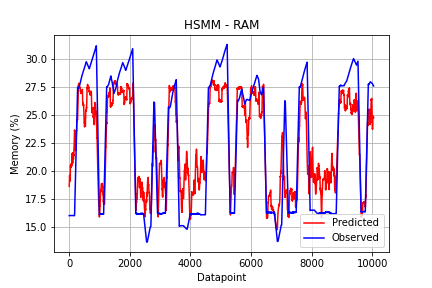 HSMM - RAM
30.0
27.5
25.0
22.5
20.0
17.5
15.0
Memory (%)
0
2000
4000
6000
8000
10000
Datapoint
Predicted
Observed